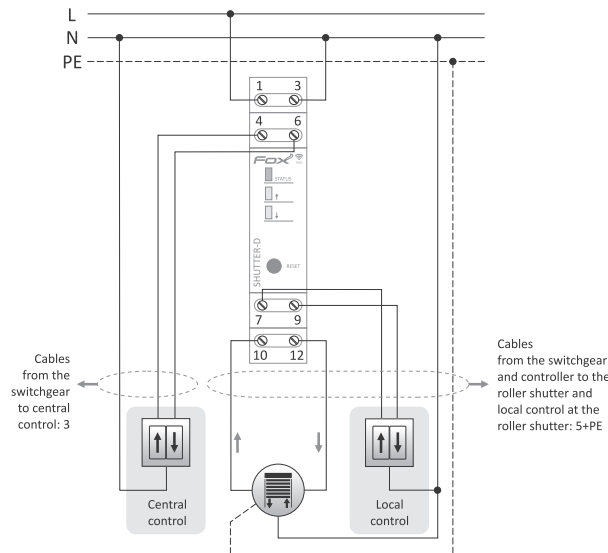 L
N
PE
1 3
4 6
Fox
STATUS
↑
↓
SHUTTER-D
RESET
7 9
10 12
Cables
from the
switchgear
to central
control: 3
Cables
from the switchgear
and controller to the
roller shutter and
local control at the
roller shutter: 5+PE
Central
control
Local
control